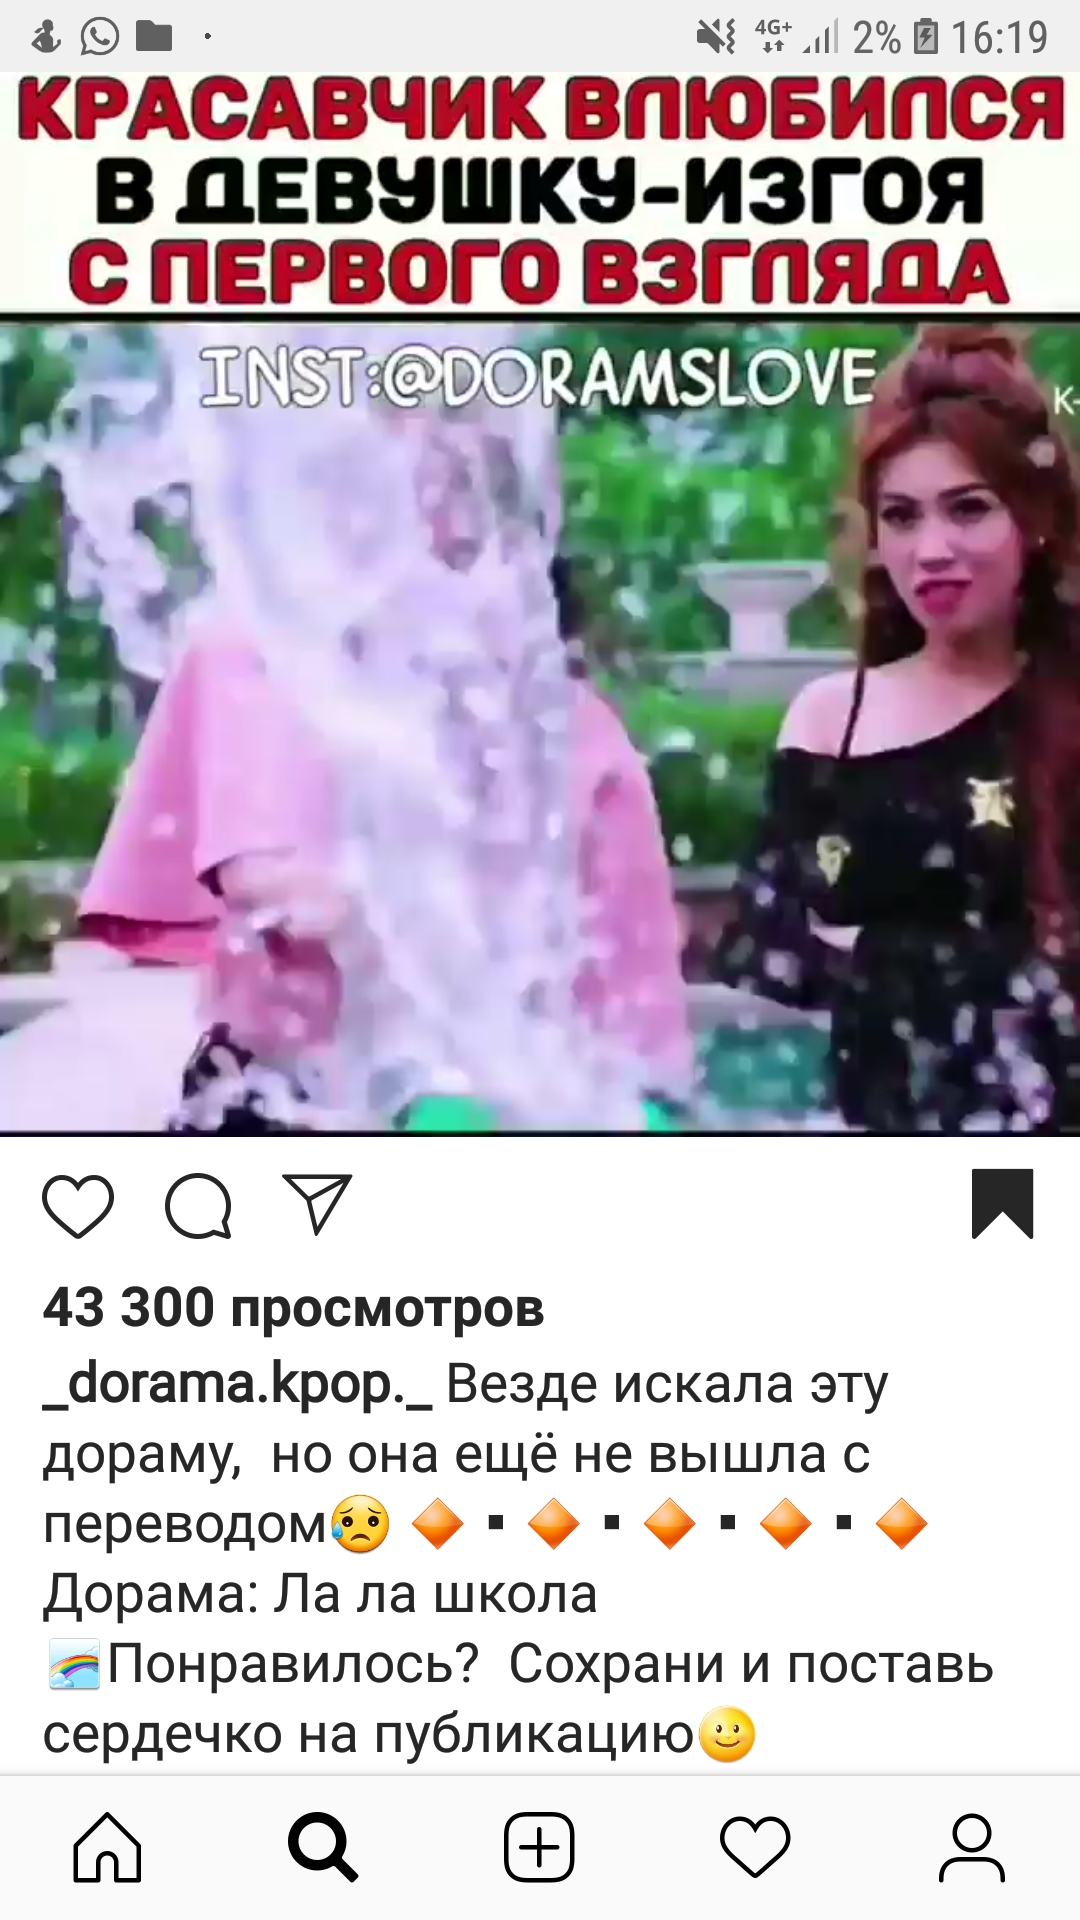 4G+ 2% 16:19
КРАСАВЧИК ВЛЮБИЛСЯ
В ДЕВУШКУ-ИЗГОЯ
С ПЕРВОГО ВЗГЛЯДА
INST:@DORAMSLOVE
K-
43 300 просмотров
_dorama.kpop._ Везде искала эту
дораму, но она ещё не вышла с
переводом😥 🔸▪🔸▪🔸▪🔸▪🔸
Дорама: Ла ла школа
🌈Понравилось? Сохрани и поставь
сердечко на публикацию🌝